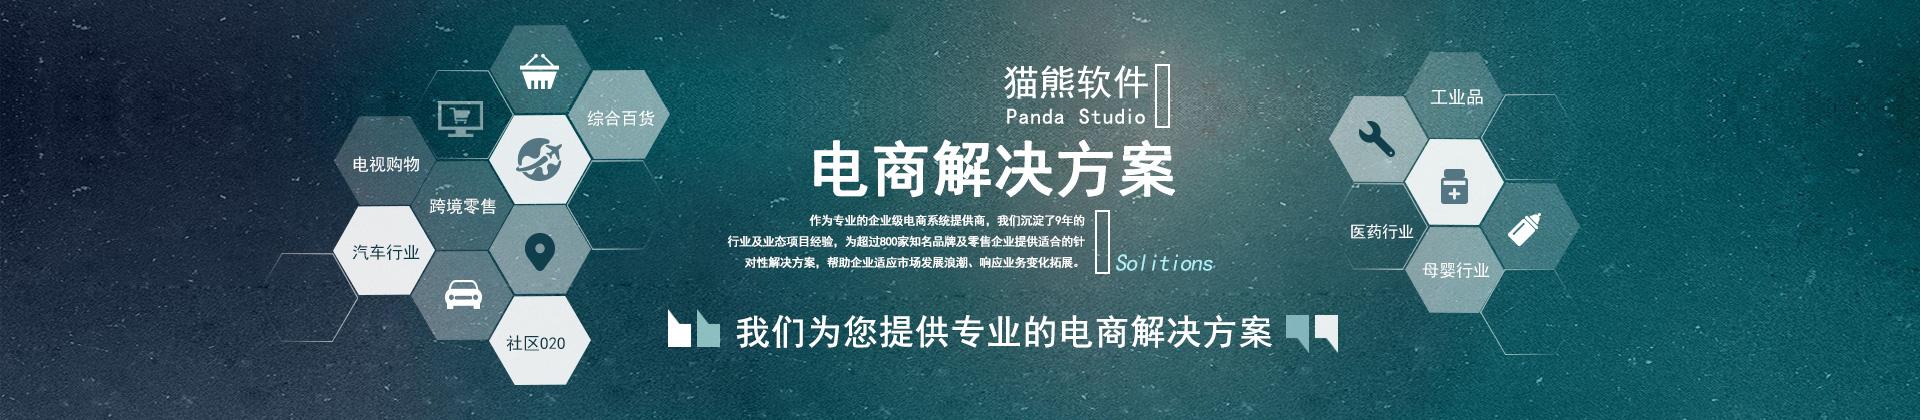 综合百货
电视购物
跨境零售
汽车行业
社区020
猫熊软件
Panda Studio
电商解决方案
作为专业的企业级电商系统提供商，我们沉淀了9年的
行业及业态项目经验，为超过800家知名品牌及零售企业提供适合的针
对性解决方案，帮助企业适应市场发展浪潮、响应业务变化拓展。
Solitions
我们为您提供专业的电商解决方案
工业品
医药行业
母婴行业